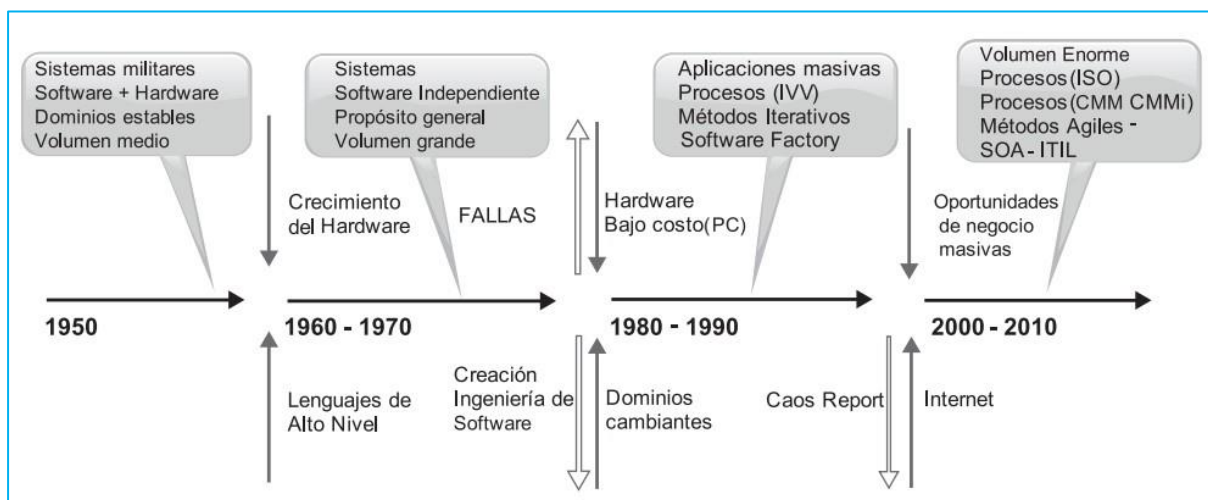 Sistemas militares
Software + Hardware
Dominios estables
Volumen medio
Sistemas
Software Independiente
Propósito general
Volumen grande
Aplicaciones masivas
Procesos (IVV)
Métodos Iterativos
Software Factory
Volumen Enorme
Procesos(ISO)
Procesos(CMM CMMi)
Métodos Agiles -
SOA - ITIL
Crecimiento
del Hardware
FALLAS
Hardware
Bajo costo(PC)
Oportunidades
de negocio
masivas
1950
1960 - 1970
1980 - 1990
2000 - 2010
Lenguajes de
Alto Nivel
Creación
Ingeniería de
Software
Dominios
cambiantes
Caos Report
Internet